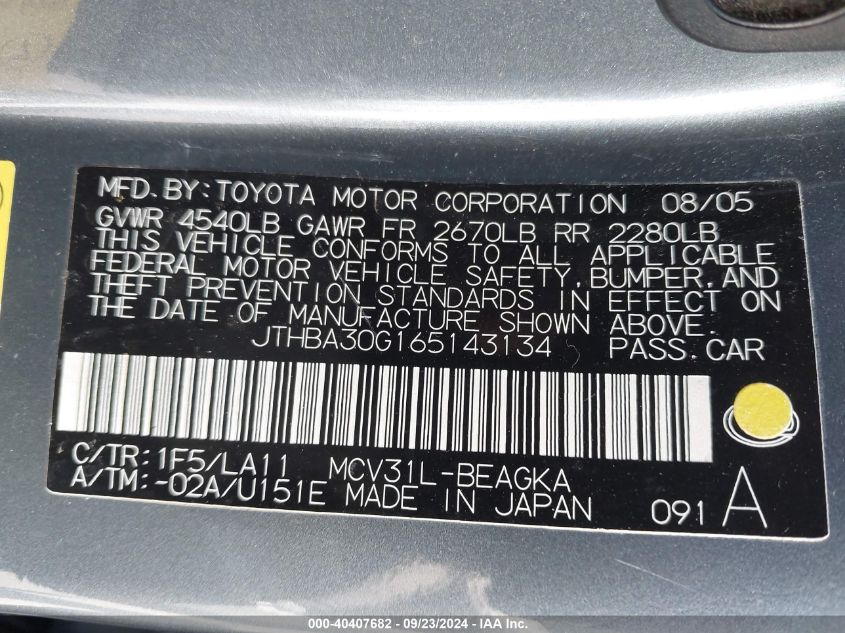 MFD.BY:TOYOTA MOTOR CORPORATION 08/05
GVWR 4540LB GAWR FR 2670LB RR 2280LB
THIS VEHICLE CONFORMS TO ALL APPLICABLE
FEDERAL MOTOR VEHICLE SAFETY,BUMPER,AND
THEFT PREVENTION STANDARDS IN EFFECT ON
THE DATE OF MANUFACTURE SHOWN ABOVE.
JTHBA30G165143134 PASS.CAR
C/TR:1F5/LA11 MCV31L-BEAGKA
A/TM:-02A/U151E MADE IN JAPAN 091 A
000-40407682 - 09/23/2024 - IAA Inc.